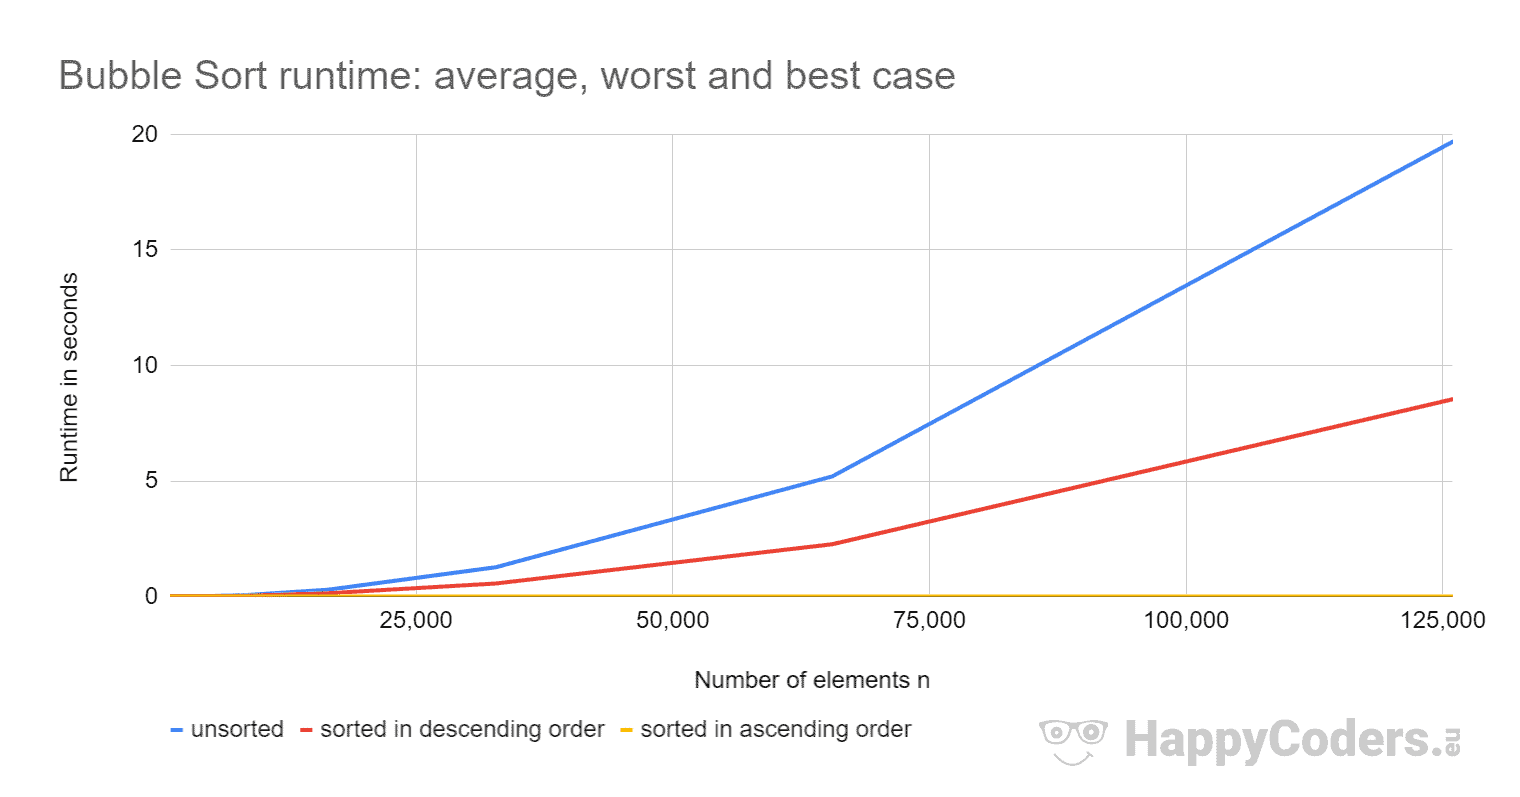 Bubble Sort runtime: average, worst and best case
20
15
10
5
0
Runtime in seconds
25,000
50,000
75,000
100,000
125,000
Number of elements n
unsorted
sorted in descending order
sorted in ascending order
HappyCoders.eu